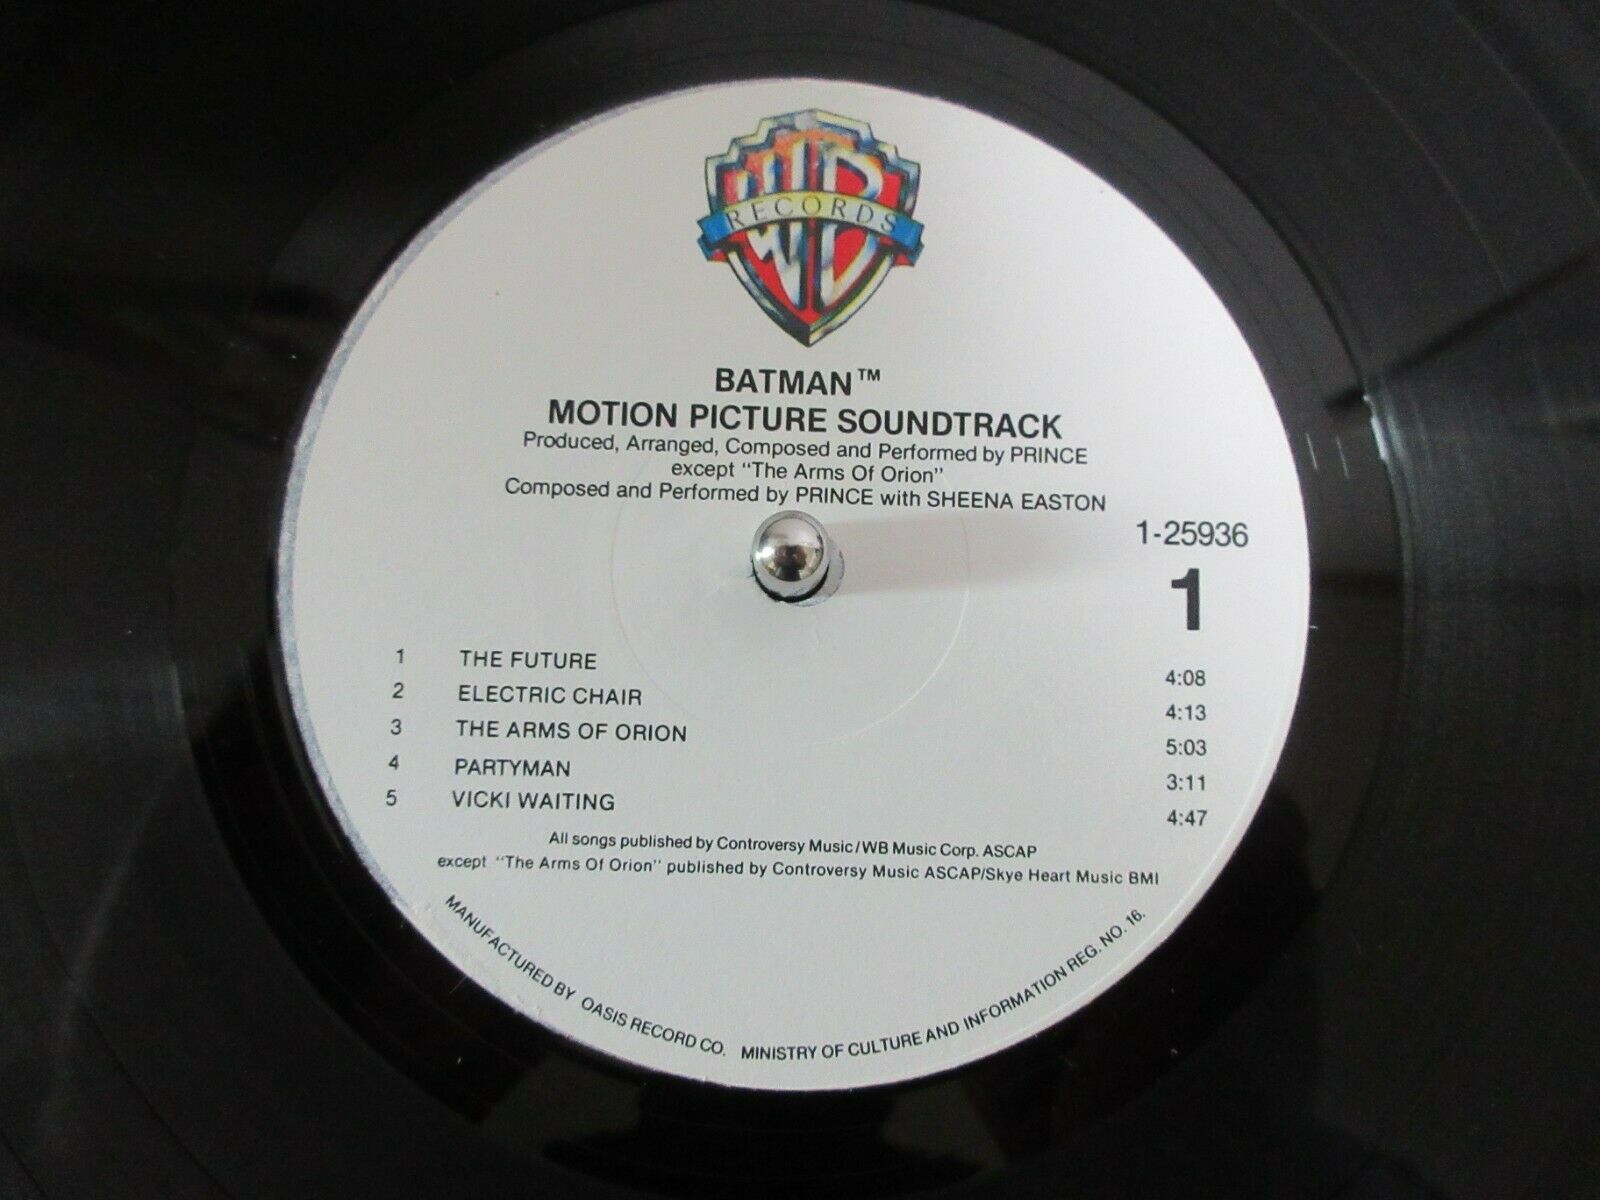 WB
RECORDS
BATMAN™
MOTION PICTURE SOUNDTRACK
Produced, Arranged, Composed and Performed by PRINCE
except "The Arms Of Orion"
Composed and Performed by PRINCE with SHEENA EASTON
1-25936
1
1 THE FUTURE 4:08
2 ELECTRIC CHAIR 4:13
3 THE ARMS OF ORION 5:03
4 PARTYMAN 3:11
5 VICKI WAITING 4:47
All songs published by Controversy Music/WB Music Corp. ASCAP
except "The Arms Of Orion" published by Controversy Music ASCAP/Skye Heart Music BMI
MANUFACTURED BY OASIS RECORD CO. MINISTRY OF CULTURE AND INFORMATION REG. NO. 16.